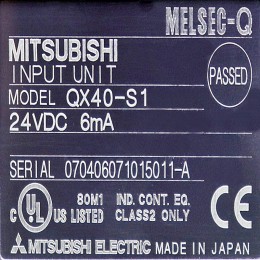 MELSEC-Q
MITSUBISHI
INPUT UNIT
PASSED
MODEL QX40-S1
24VDC 6mA
SERIAL 070406071015011-A
80M1 IND. CONT. EQ.
C UL US LISTED CLASS2 ONLY
CE
MITSUBISHI ELECTRIC MADE IN JAPAN